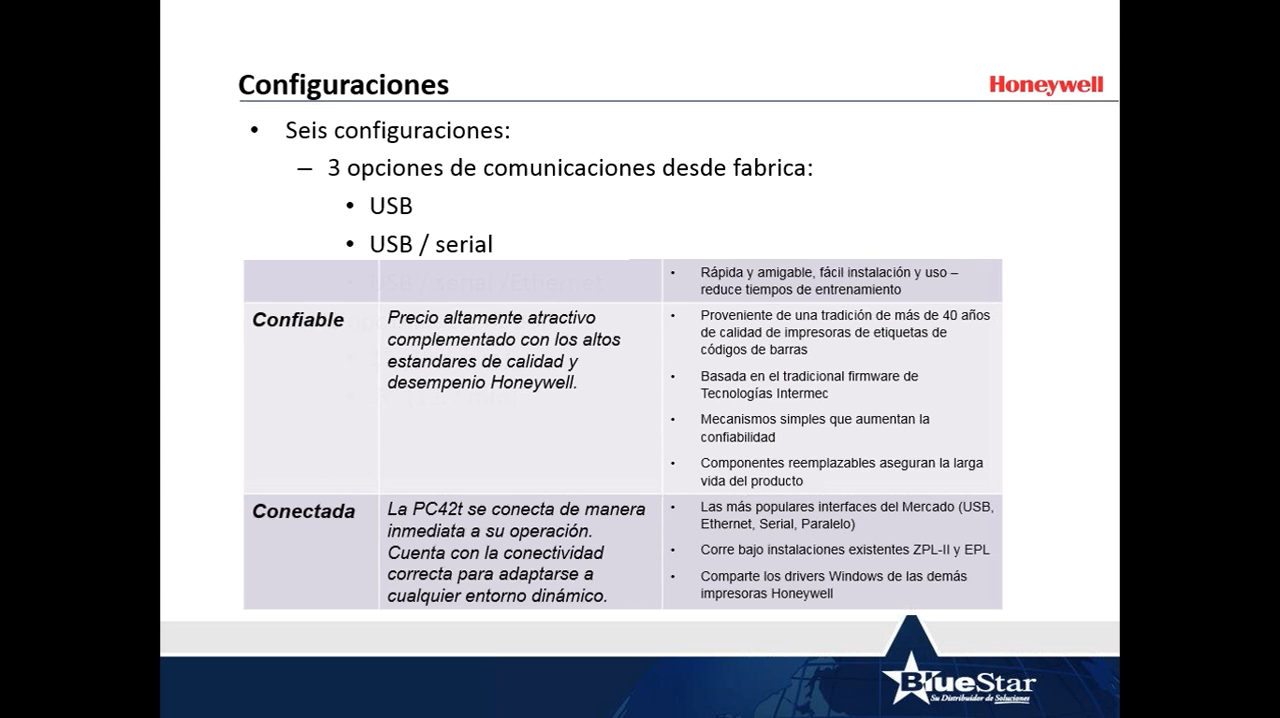 Configuraciones
Honeywell
• Seis configuraciones:
– 3 opciones de comunicaciones desde fabrica:
• USB
• USB / serial
• USB / serial /Ethernet
• Rápida y amigable, fácil instalación y uso –
reduce tiempos de entrenamiento
Confiable
Precio altamente atractivo
complementado con los altos
estandares de calidad y
desempenio Honeywell.
• Proveniente de una tradición de más de 40 años
de calidad de impresoras de etiquetas de
códigos de barras
• Basada en el tradicional firmware de
Tecnologías Intermec
• Mecanismos simples que aumentan la
confiabilidad
• Componentes reemplazables aseguran la larga
vida del producto
Conectada
La PC42t se conecta de manera
inmediata a su operación.
Cuenta con la conectividad
correcta para adaptarse a
cualquier entorno dinámico.
• Las más populares interfaces del Mercado (USB,
Ethernet, Serial, Paralelo)
• Corre bajo instalaciones existentes ZPL-II y EPL
• Comparte los drivers Windows de las demás
impresoras Honeywell
BlueStar
Su Distribuidor de Soluciones